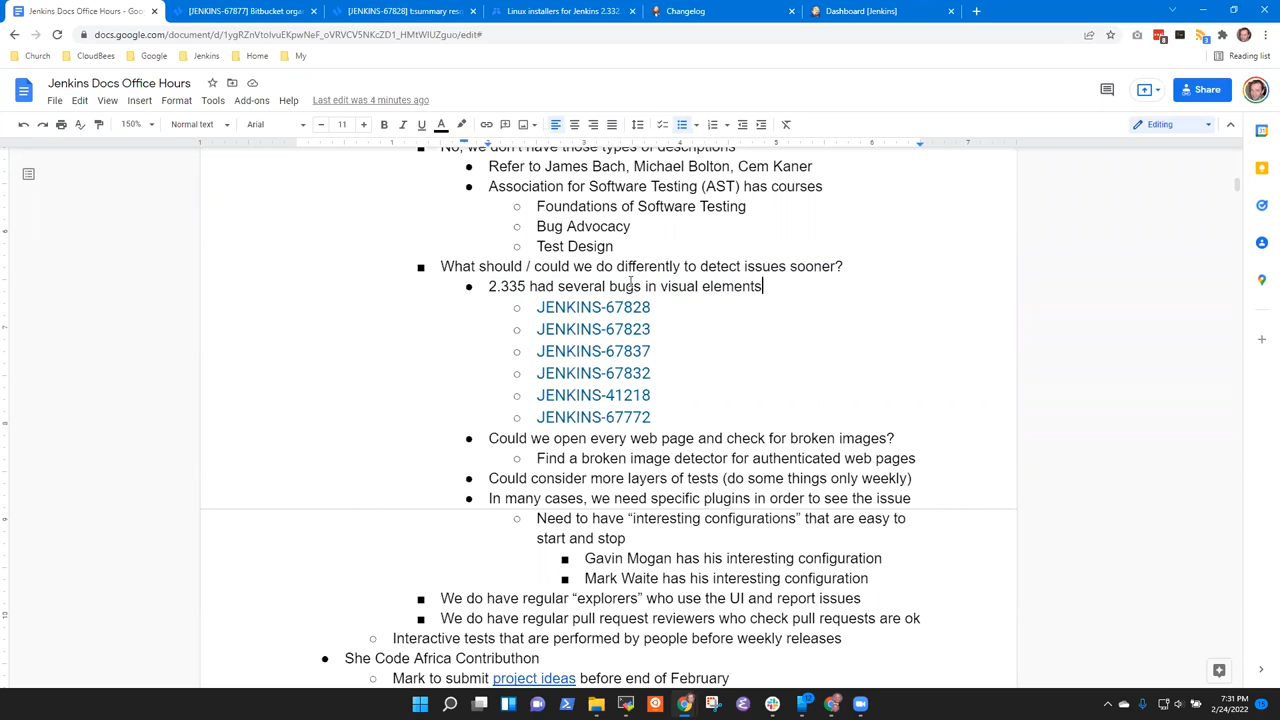 Jenkins Docs Office Hours - Goo
[JENKINS-67877] Bitbucket orga
[JENKINS-67828] t:summary reso
Linux installers for Jenkins 2.332.
Changelog
Dashboard [Jenkins]
Church
CloudBees
Google
Jenkins
Home
My
Reading list
Jenkins Docs Office Hours
File Edit View Insert Format Tools Add-ons Help Last edit was 4 minutes ago
Share
150% Normal text Arial 11
Editing
No, we don't have those types of descriptions
Refer to James Bach, Michael Bolton, Cem Kaner
Association for Software Testing (AST) has courses
Foundations of Software Testing
Bug Advocacy
Test Design
What should / could we do differently to detect issues sooner?
2.335 had several bugs in visual elements
JENKINS-67828
JENKINS-67823
JENKINS-67837
JENKINS-67832
JENKINS-41218
JENKINS-67772
Could we open every web page and check for broken images?
Find a broken image detector for authenticated web pages
Could consider more layers of tests (do some things only weekly)
In many cases, we need specific plugins in order to see the issue
Need to have “interesting configurations” that are easy to
start and stop
Gavin Mogan has his interesting configuration
Mark Waite has his interesting configuration
We do have regular “explorers” who use the UI and report issues
We do have regular pull request reviewers who check pull requests are ok
Interactive tests that are performed by people before weekly releases
She Code Africa Contributhon
Mark to submit project ideas before end of February
7:31 PM
2/24/2022